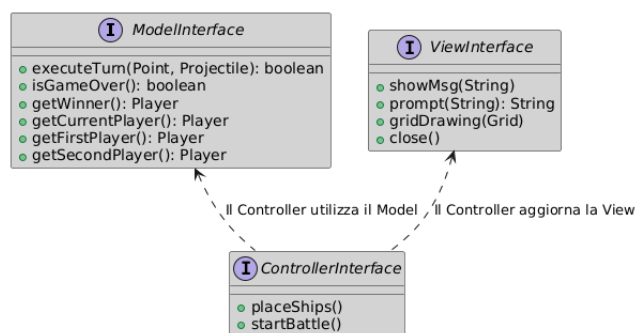 I ModelInterface
executeTurn(Point, Projectile): boolean
isGameOver(): boolean
getWinner(): Player
getCurrentPlayer(): Player
getFirstPlayer(): Player
getSecondPlayer(): Player
I ViewInterface
showMsg(String)
prompt(String): String
gridDrawing(Grid)
close()
Il Controller utilizza il Model
Il Controller aggiorna la View
I ControllerInterface
placeShips()
startBattle()